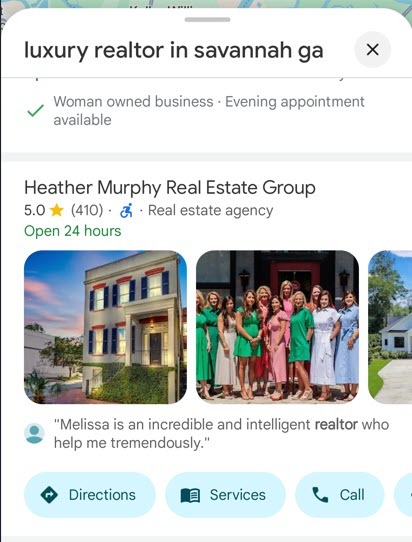 luxury realtor in savannah ga
Woman owned business · Evening appointment
available
Heather Murphy Real Estate Group
5.0 (410) · · Real estate agency
Open 24 hours
"Melissa is an incredible and intelligent realtor who
help me tremendously."
Directions
Services
Call